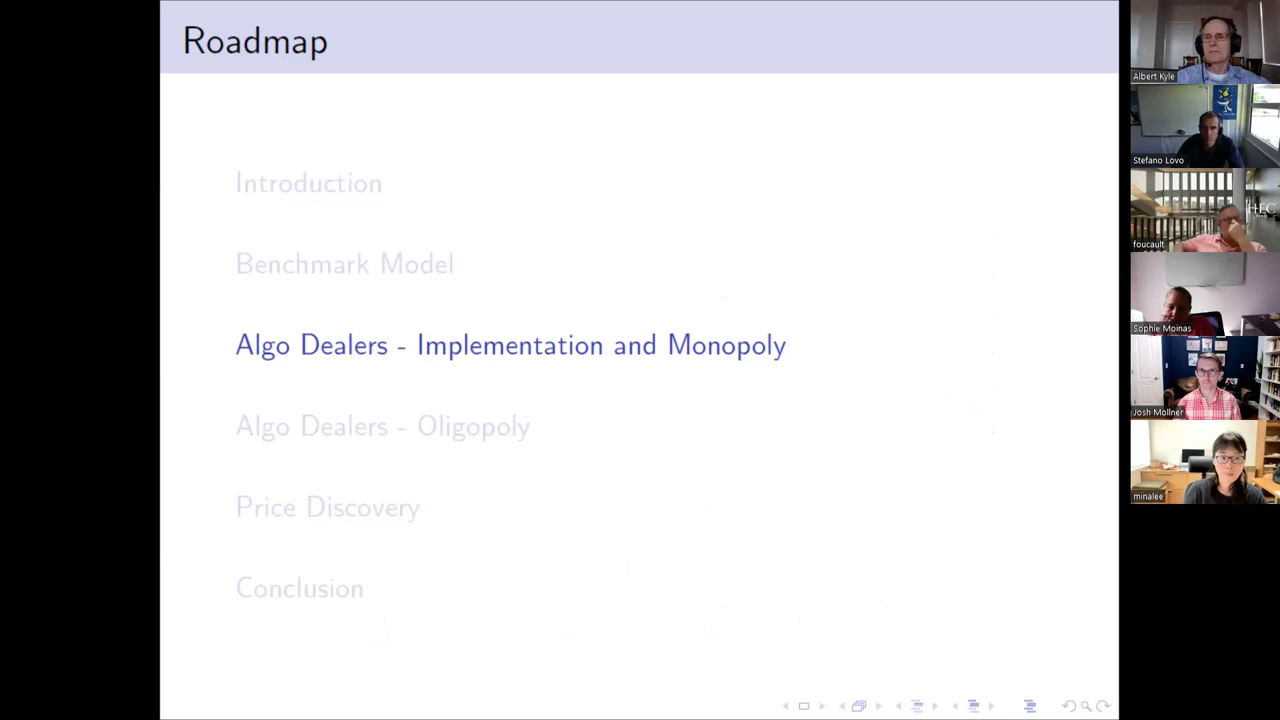 Roadmap
Introduction
Benchmark Model
Algo Dealers - Implementation and Monopoly
Algo Dealers - Oligopoly
Price Discovery
Conclusion
Albert Kyle
Stefano Lovo
HEC
foucault
Sophie Moinas
Josh Mollner
minalee